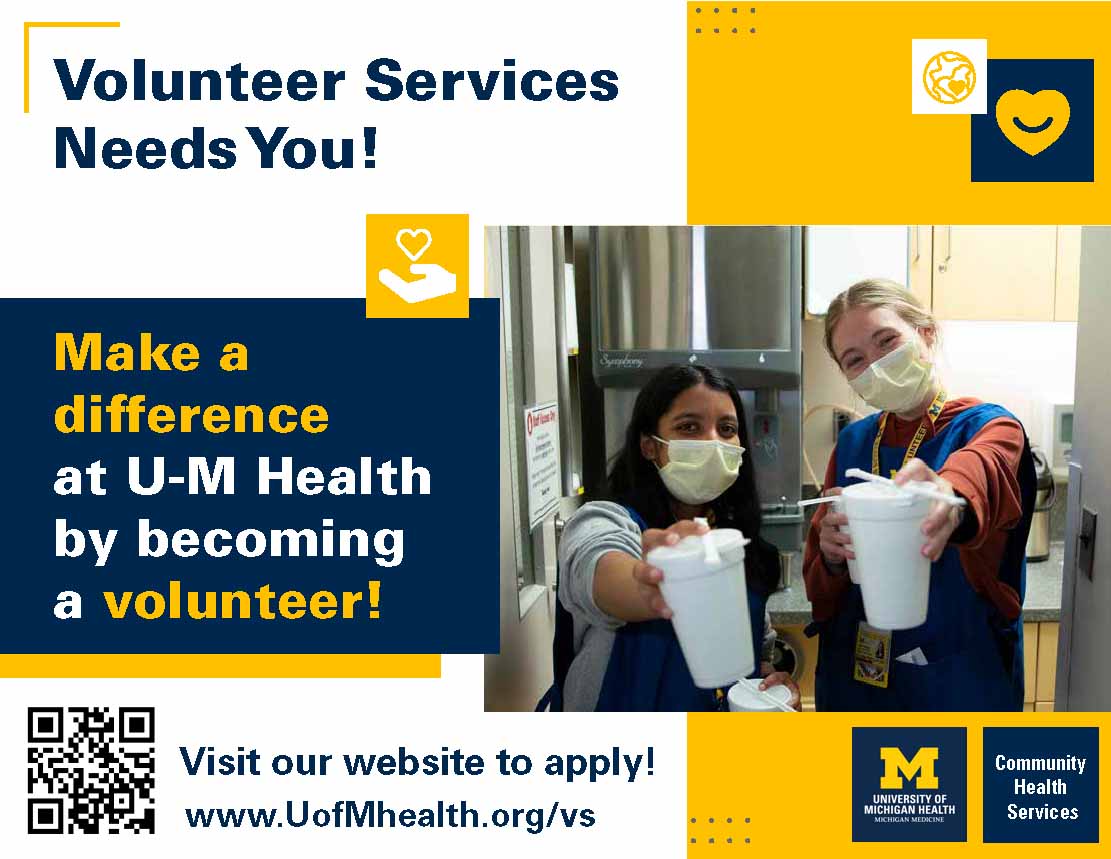 Volunteer Services
Needs You!
Make a
difference
at U-M Health
by becoming
a volunteer!
Symphony
Visit our website to apply!
www.UofMhealth.org/vs
M
UNIVERSITY OF
MICHIGAN HEALTH
MICHIGAN MEDICINE
Community
Health
Services